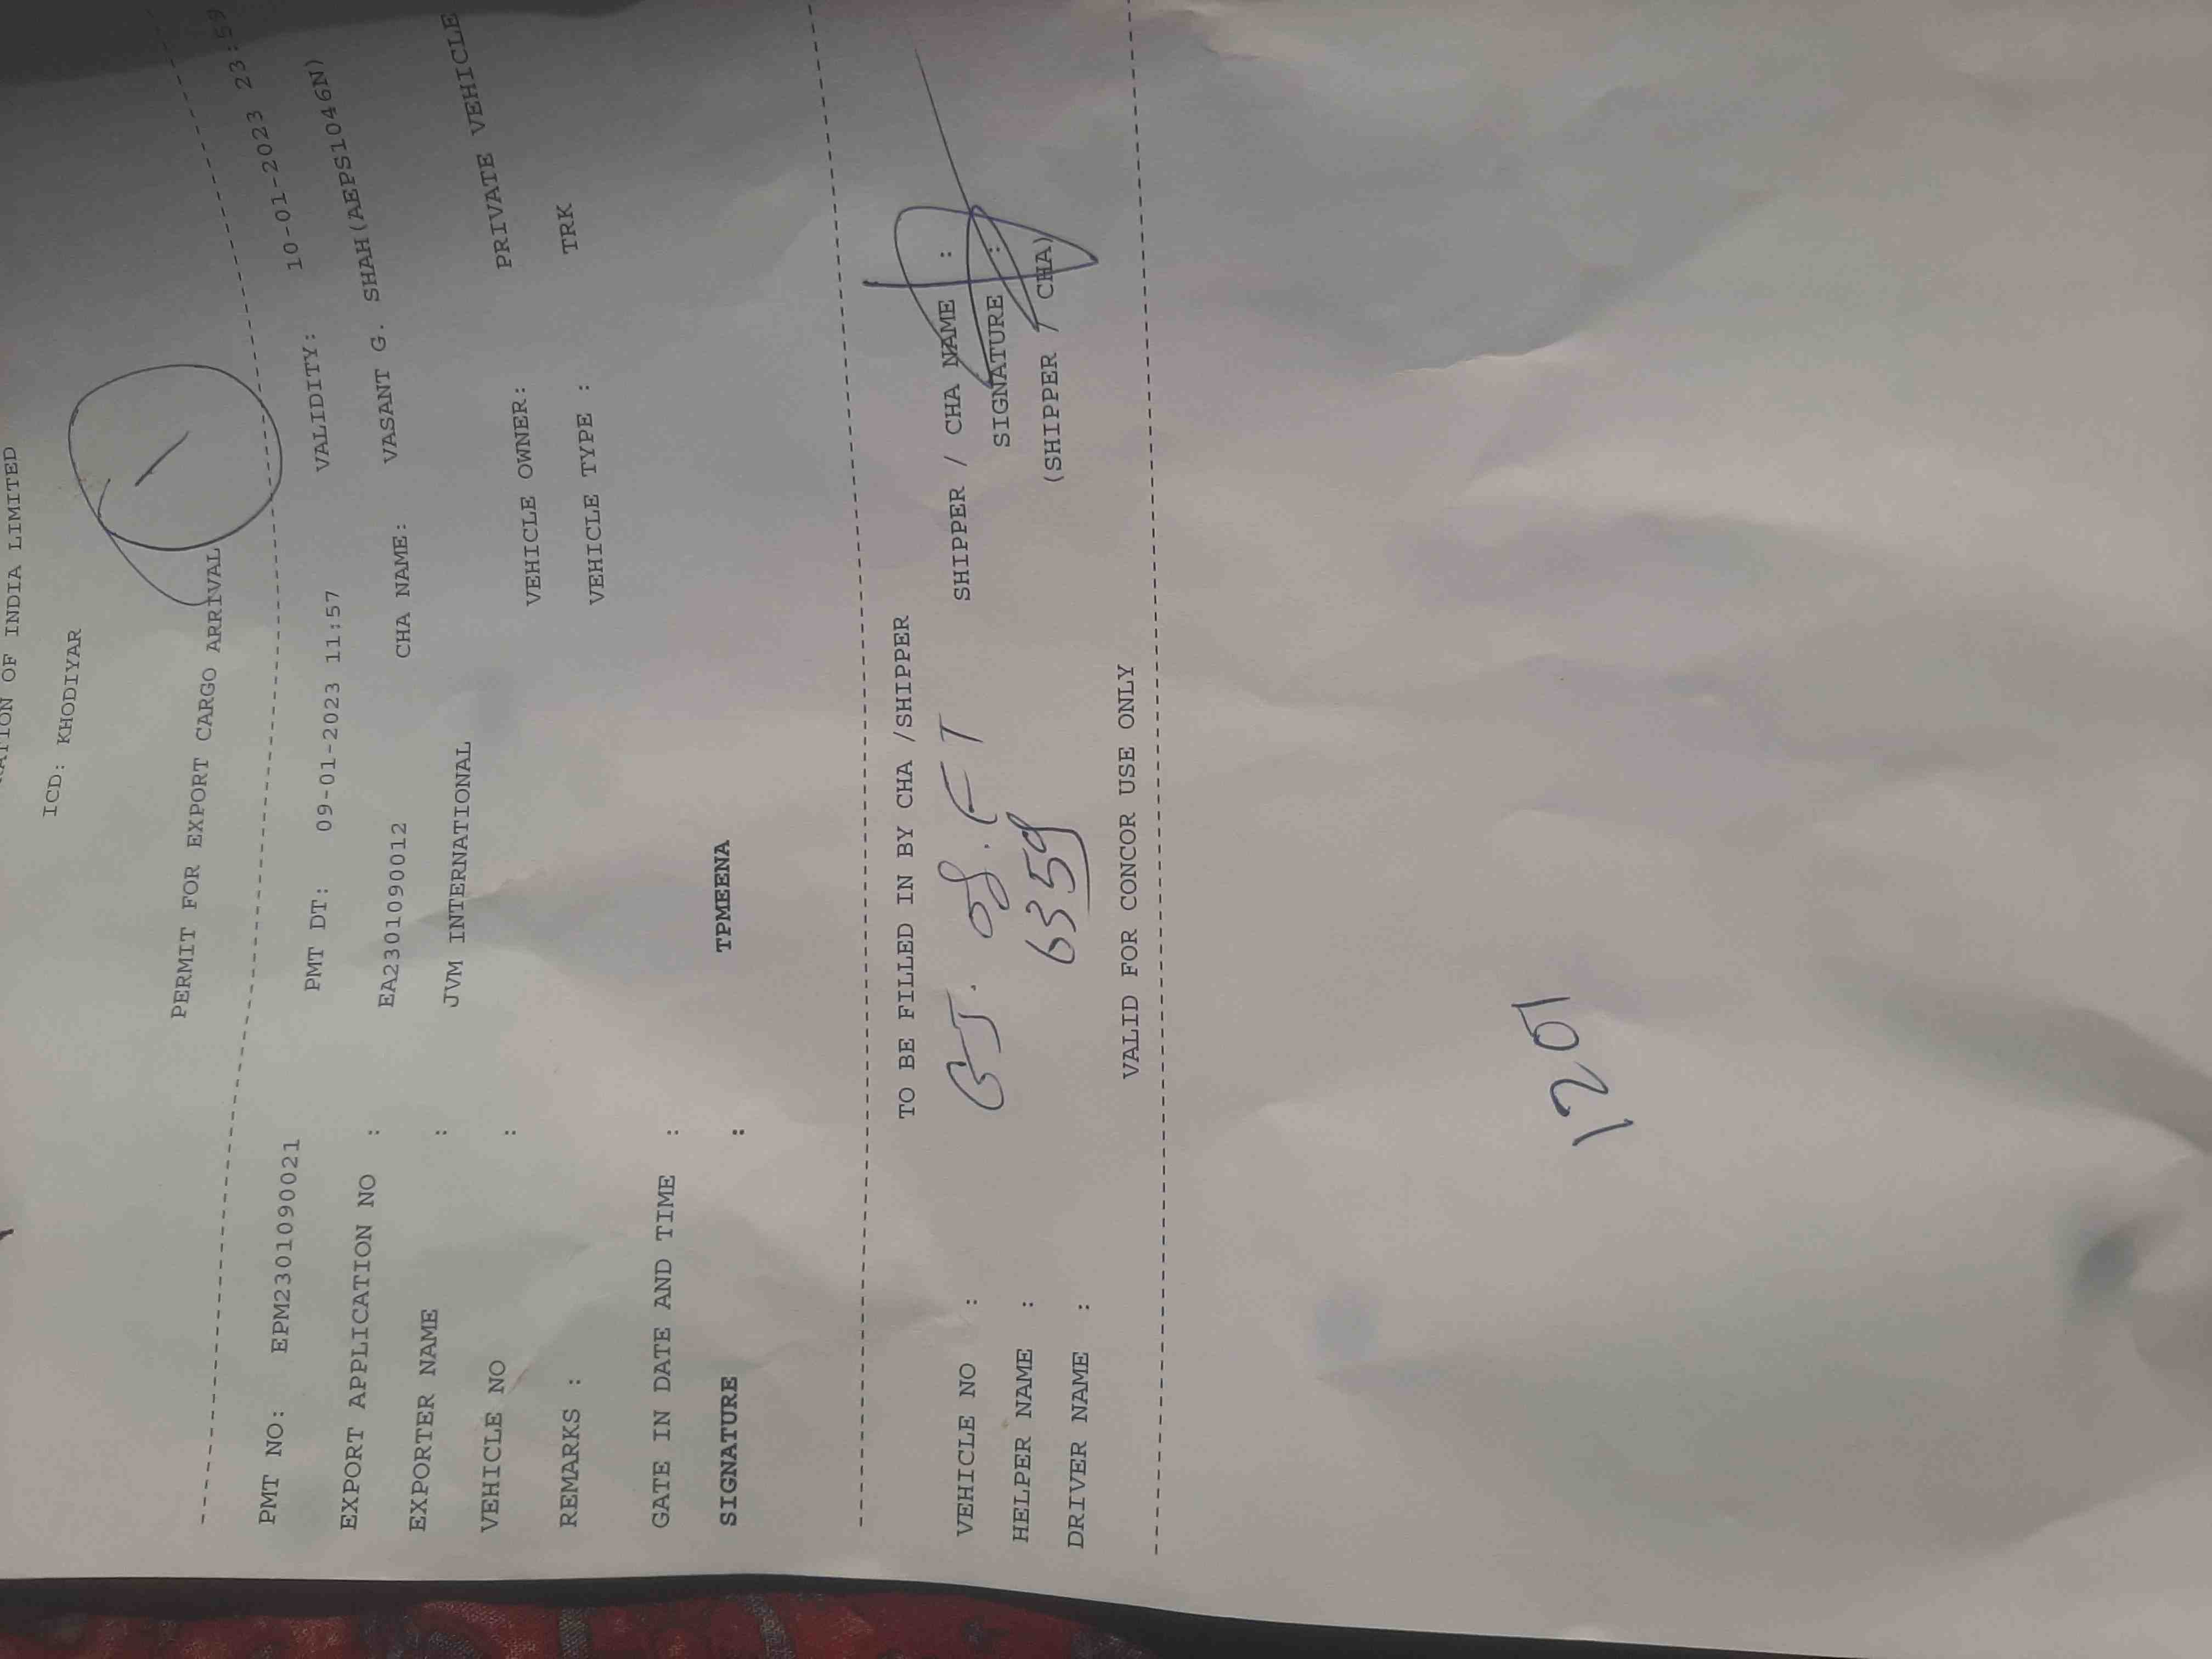 OF INDIA LIMITED
ICD: KHODIYAR
PERMIT FOR EXPORT CARGO ARRIVAL
PMT NO: EPM2301090021 PMT DT: 09-01-2023 11:57 VALIDITY: 10-01-2023 23:59
EXPORT APPLICATION NO : EA2301090012 CHA NAME: VASANT G. SHAH(AEPS1046N)
EXPORTER NAME : JVM INTERNATIONAL
VEHICLE NO : VEHICLE OWNER: PRIVATE VEHICLE
REMARKS : VEHICLE TYPE : TRK
GATE IN DATE AND TIME :
SIGNATURE : TPMEENA
TO BE FILLED IN BY CHA /SHIPPER
VEHICLE NO : GJ. 08. FT SHIPPER / CHA NAME :
HELPER NAME : 6359 SIGNATURE :
DRIVER NAME : (SHIPPER / CHA)
VALID FOR CONCOR USE ONLY
1201